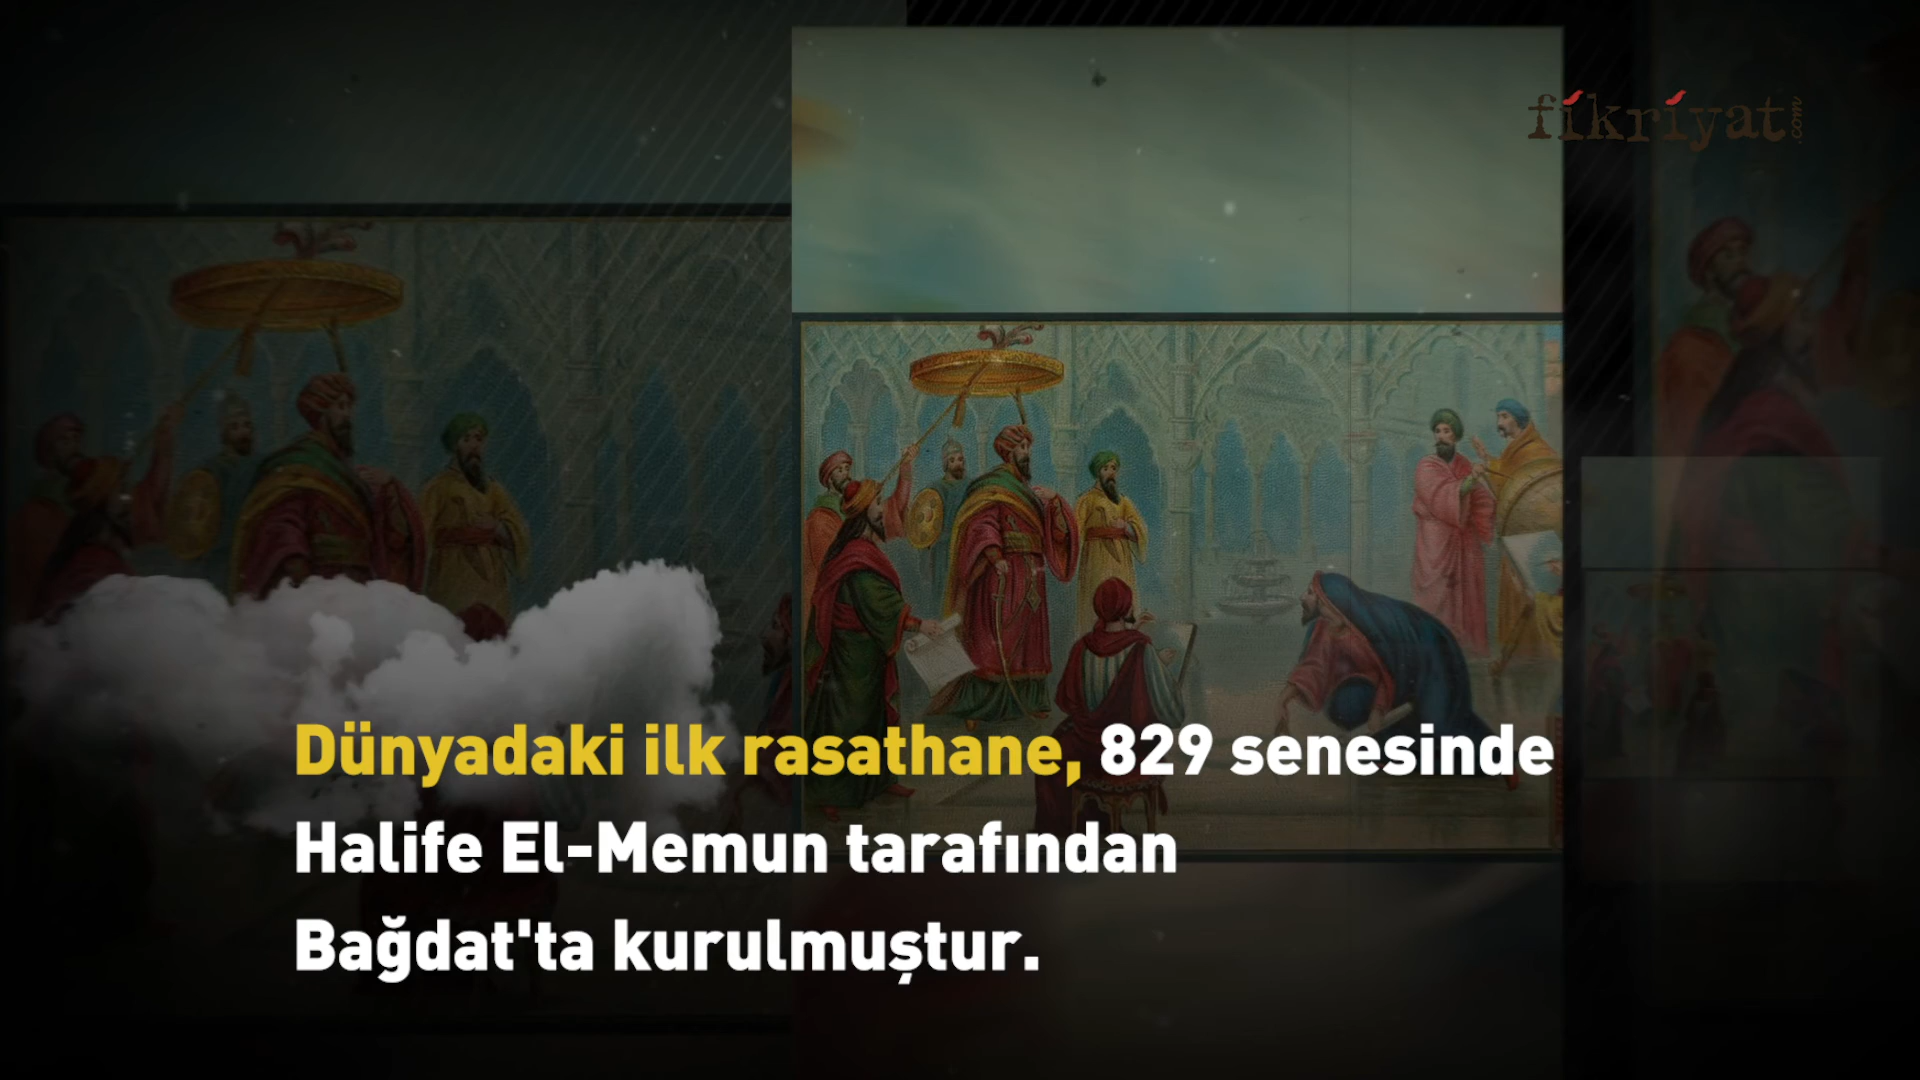 fikriyat.com
Dünyadaki ilk rasathane, 829 senesinde
Halife El-Memun tarafından
Bağdat'ta kurulmuştur.